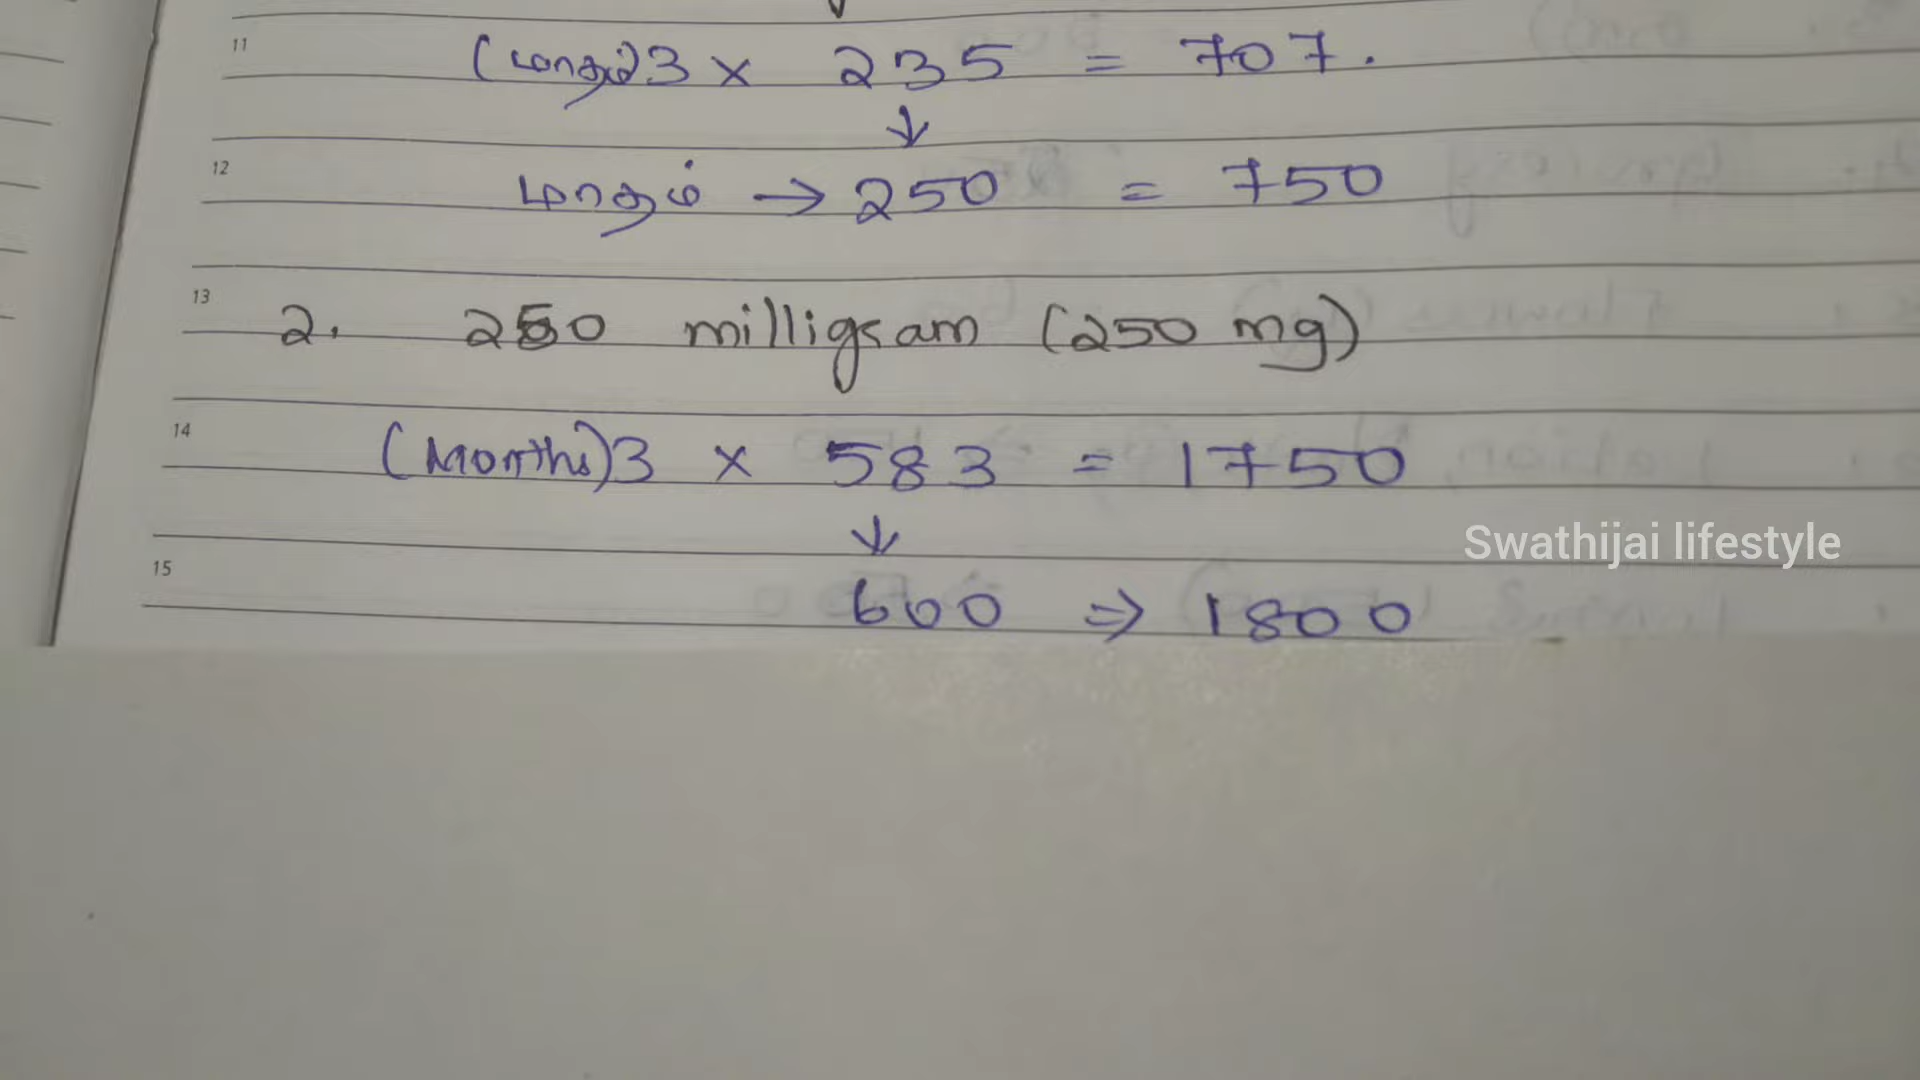 11
(மாதம்) 3 × 235 = 707.
↓
12
மாதம் → 250 = 750
13
2. 250 milligram (250 mg)
14
(Months) 3 × 583 = 1750
↓
Swathijai lifestyle
15
600 ⇒ 1800